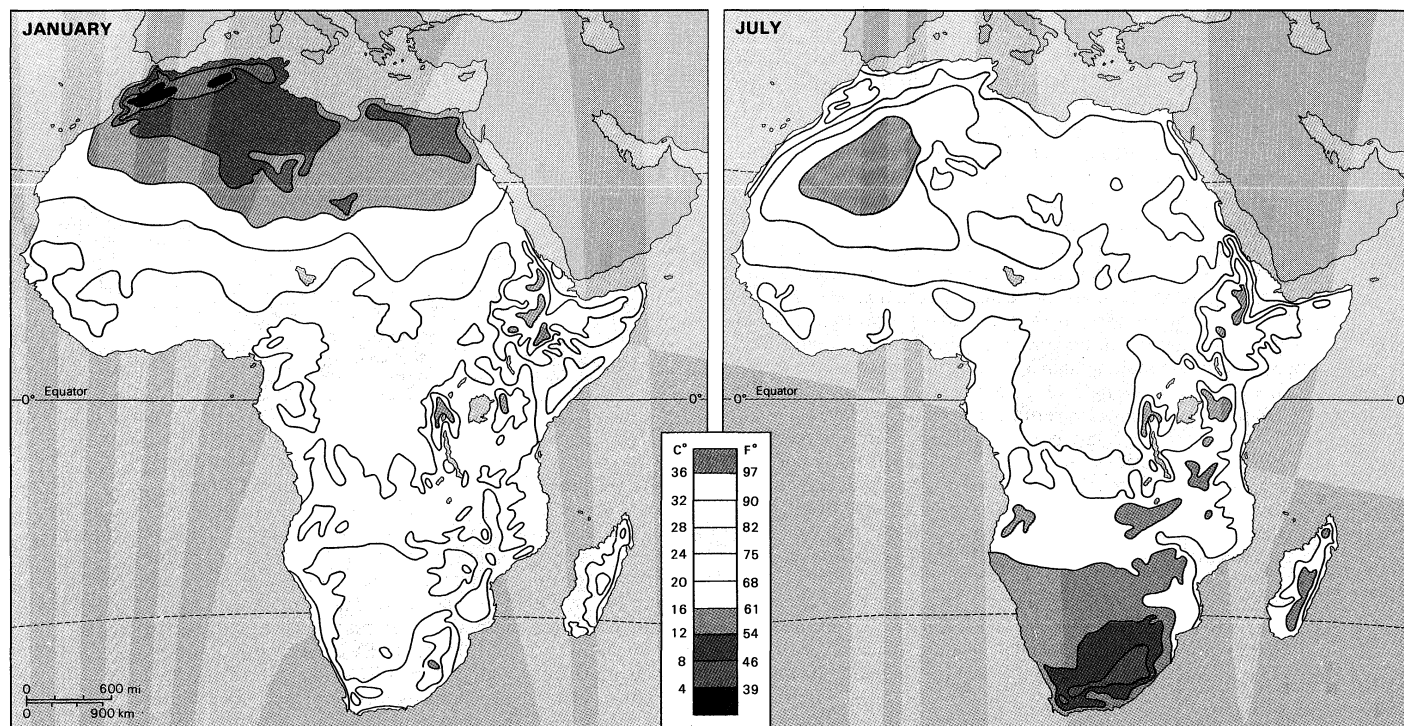 JANUARY
JULY
0° Equator 0°
0° Equator 0
C° F°
36 97
32 90
28 82
24 75
20 68
16 61
12 54
8 46
4 39
0 600 mi
0 900 km